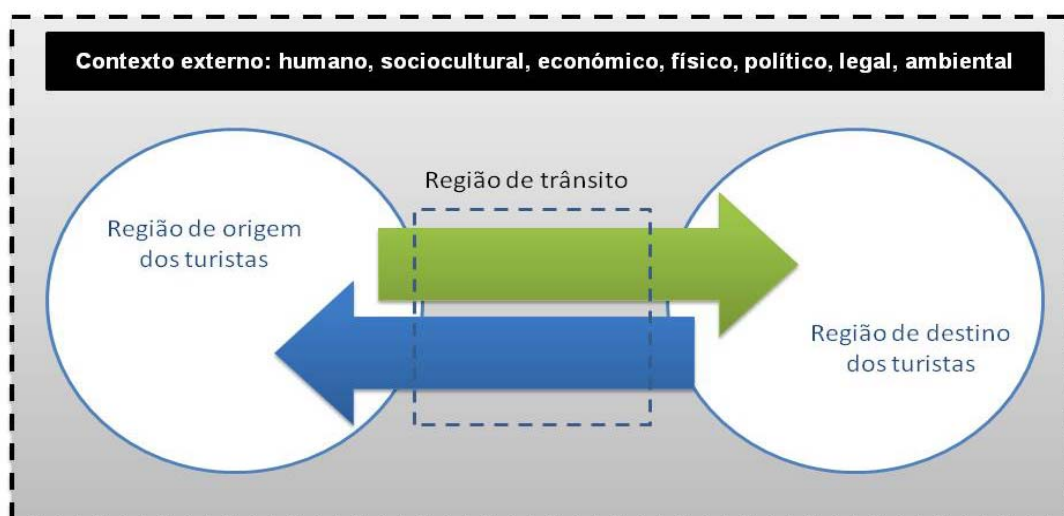 Contexto externo: humano, sociocultural, económico, físico, político, legal, ambiental
Região de trânsito
Região de origem
dos turistas
Região de destino
dos turistas